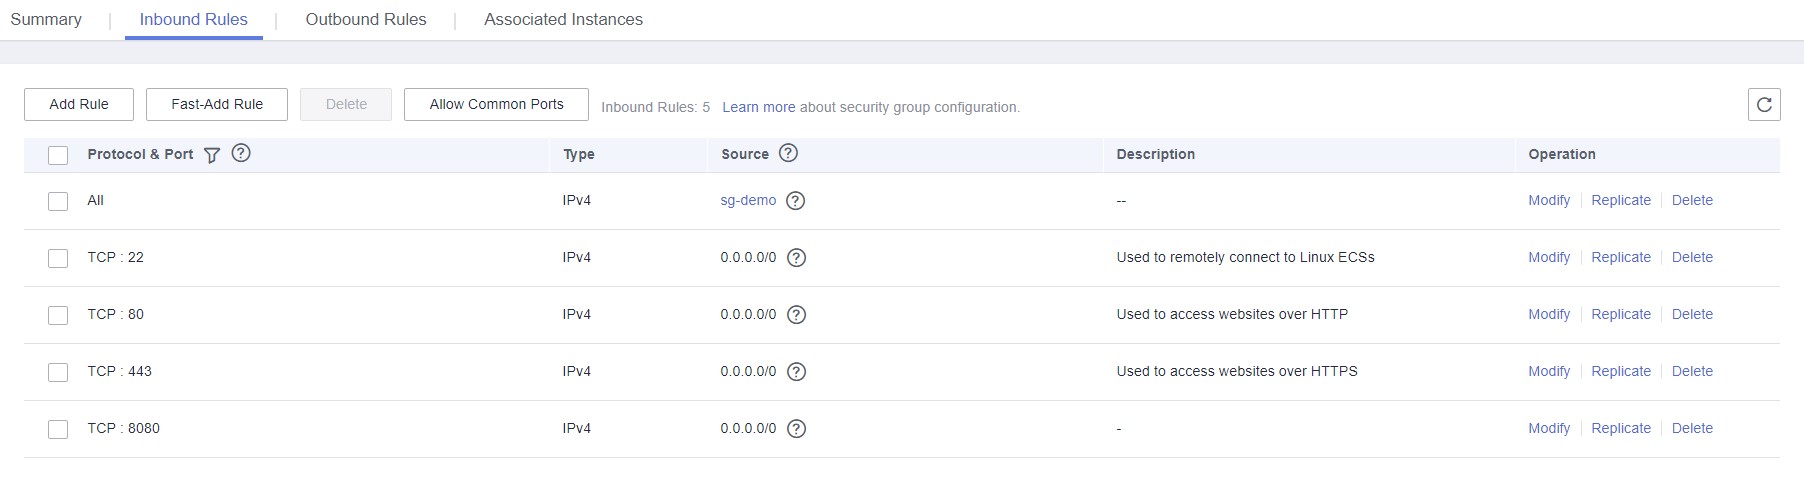 Summary | Inbound Rules | Outbound Rules | Associated Instances
Add Rule Fast-Add Rule Delete Allow Common Ports Inbound Rules: 5 Learn more about security group configuration.
Protocol & Port Type Source Description Operation
All IPv4 sg-demo -- Modify | Replicate | Delete
TCP : 22 IPv4 0.0.0.0/0 Used to remotely connect to Linux ECSs Modify | Replicate | Delete
TCP : 80 IPv4 0.0.0.0/0 Used to access websites over HTTP Modify | Replicate | Delete
TCP : 443 IPv4 0.0.0.0/0 Used to access websites over HTTPS Modify | Replicate | Delete
TCP : 8080 IPv4 0.0.0.0/0 - Modify | Replicate | Delete